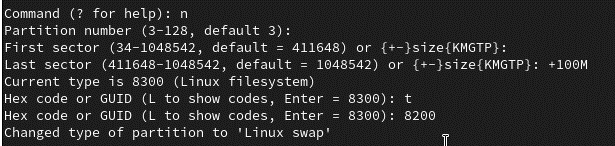 Command (? for help): n
Partition number (3-128, default 3):
First sector (34-1048542, default = 411648) or {+-}size{KMGTP}:
Last sector (411648-1048542, default = 1048542) or {+-}size{KMGTP}: +100M
Current type is 8300 (Linux filesystem)
Hex code or GUID (L to show codes, Enter = 8300): t
Hex code or GUID (L to show codes, Enter = 8300): 8200
Changed type of partition to 'Linux swap'